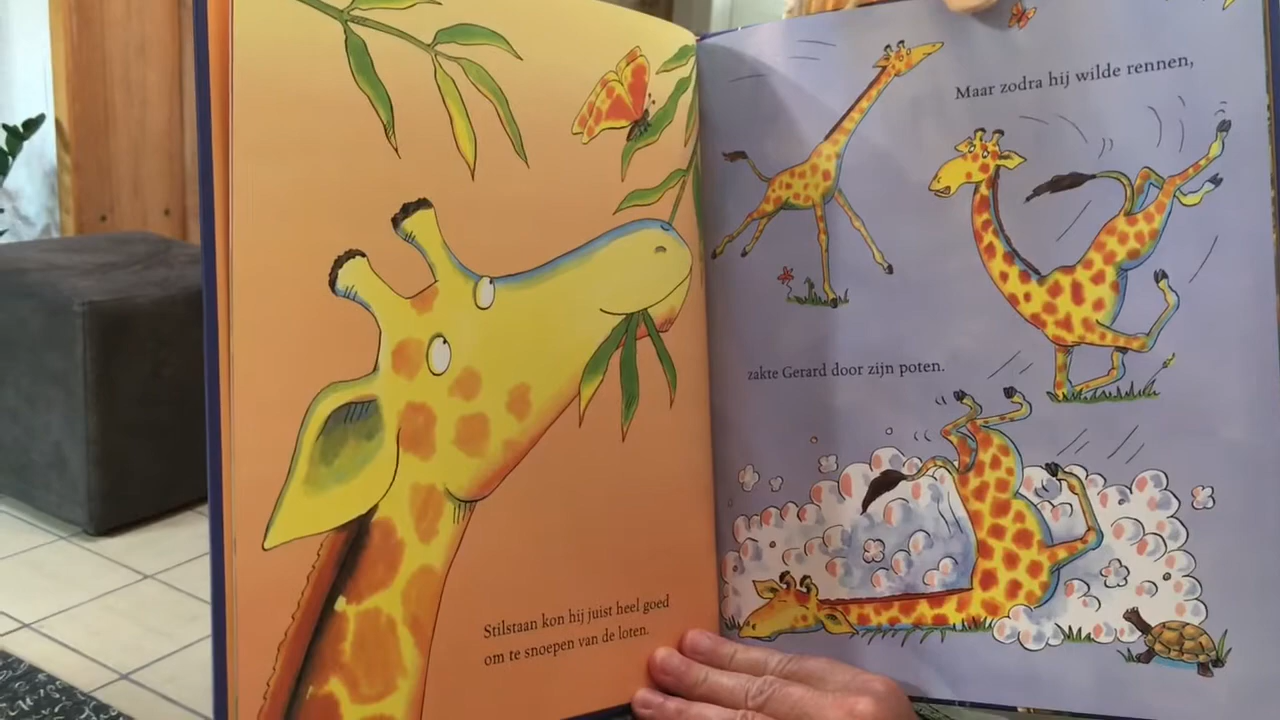 Stilstaan kon hij juist heel goed
om te snoepen van de loten.
Maar zodra hij wilde rennen,
zakte Gerard door zijn poten.